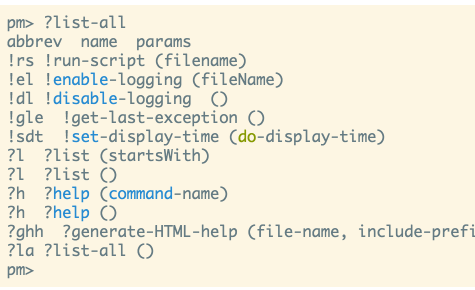 pm> ?list-all
abbrev  name  params
!rs !run-script (filename)
!el !enable-logging (fileName)
!dl !disable-logging  ()
!gle  !get-last-exception ()
!sdt  !set-display-time (do-display-time)
?l  ?list (startsWith)
?l  ?list ()
?h  ?help (command-name)
?h  ?help ()
?ghh  ?generate-HTML-help (file-name, include-prefi
?la ?list-all ()
pm>